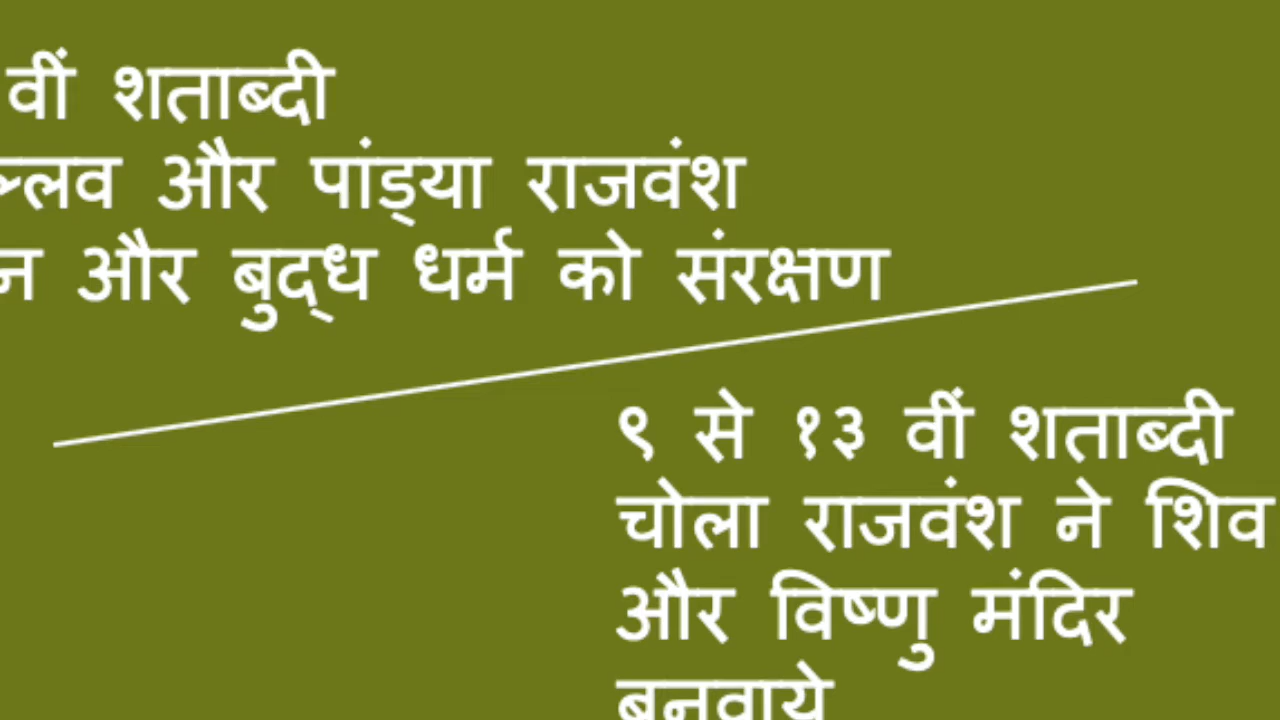 वीं शताब्दी
और पांड्या राजवंश
और बुद्ध धर्म को संरक्षण
९ से १३ वीं शताब्दी
चोला राजवंश ने शिव
और विष्णु मंदिर
बनवाये